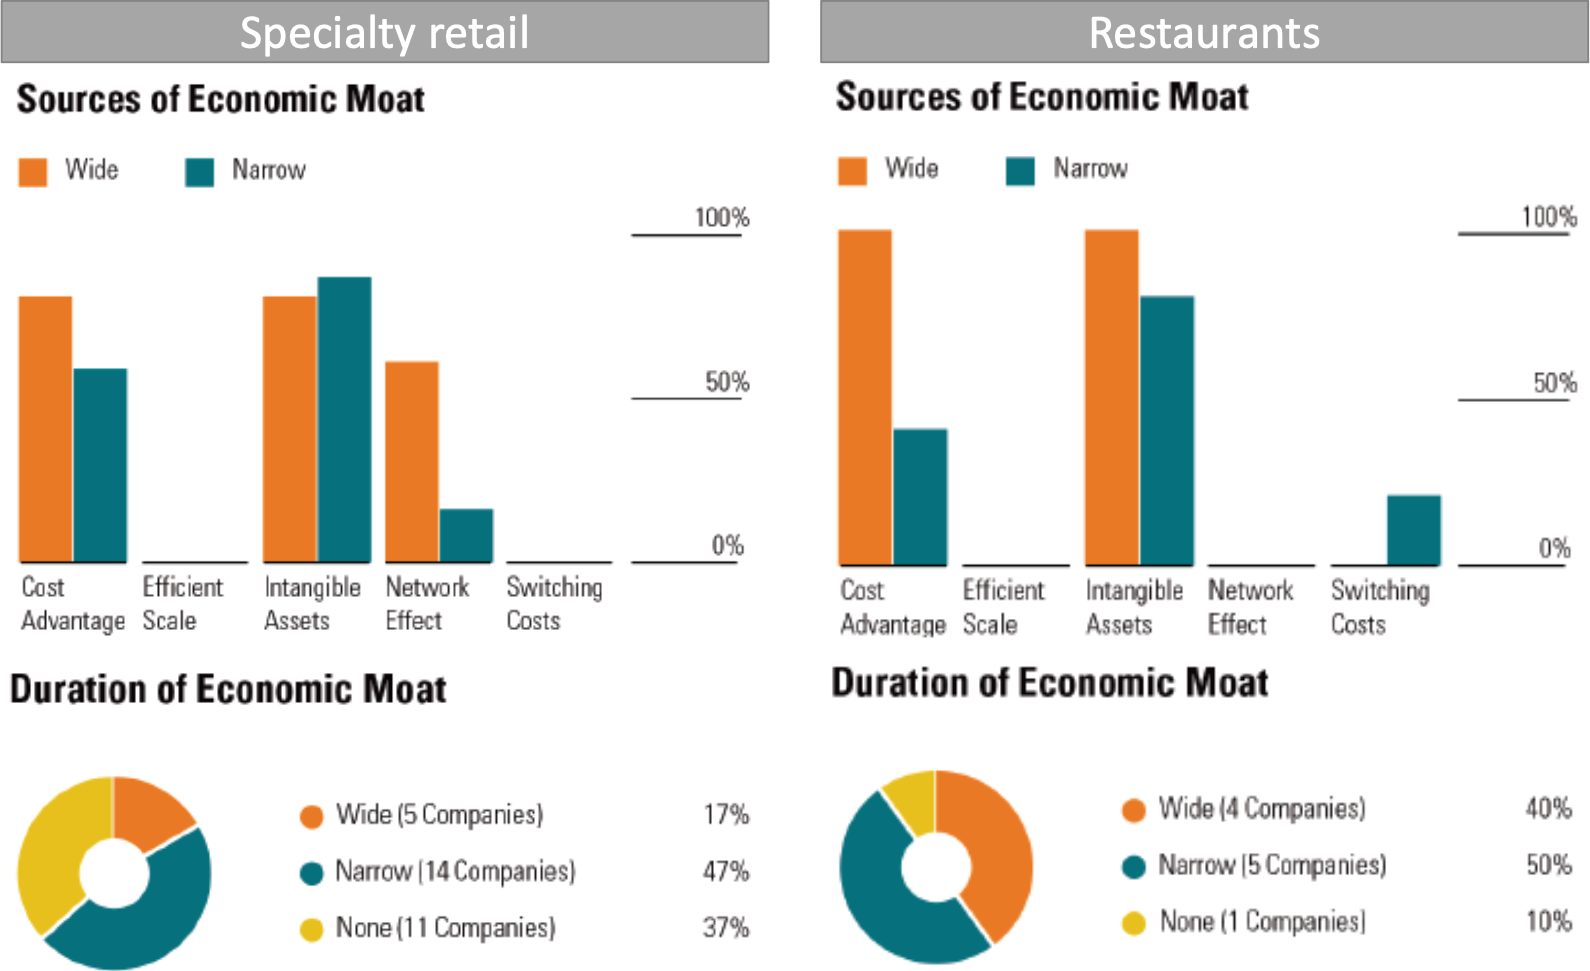 Specialty retail
Sources of Economic Moat
Wide Narrow
100%
50%
0%
Cost Advantage
Efficient Scale
Intangible Assets
Network Effect
Switching Costs
Duration of Economic Moat
Wide (5 Companies) 17%
Narrow (14 Companies) 47%
None (11 Companies) 37%
Restaurants
Sources of Economic Moat
Wide Narrow
100%
50%
0%
Cost Advantage
Efficient Scale
Intangible Assets
Network Effect
Switching Costs
Duration of Economic Moat
Wide (4 Companies) 40%
Narrow (5 Companies) 50%
None (1 Companies) 10%